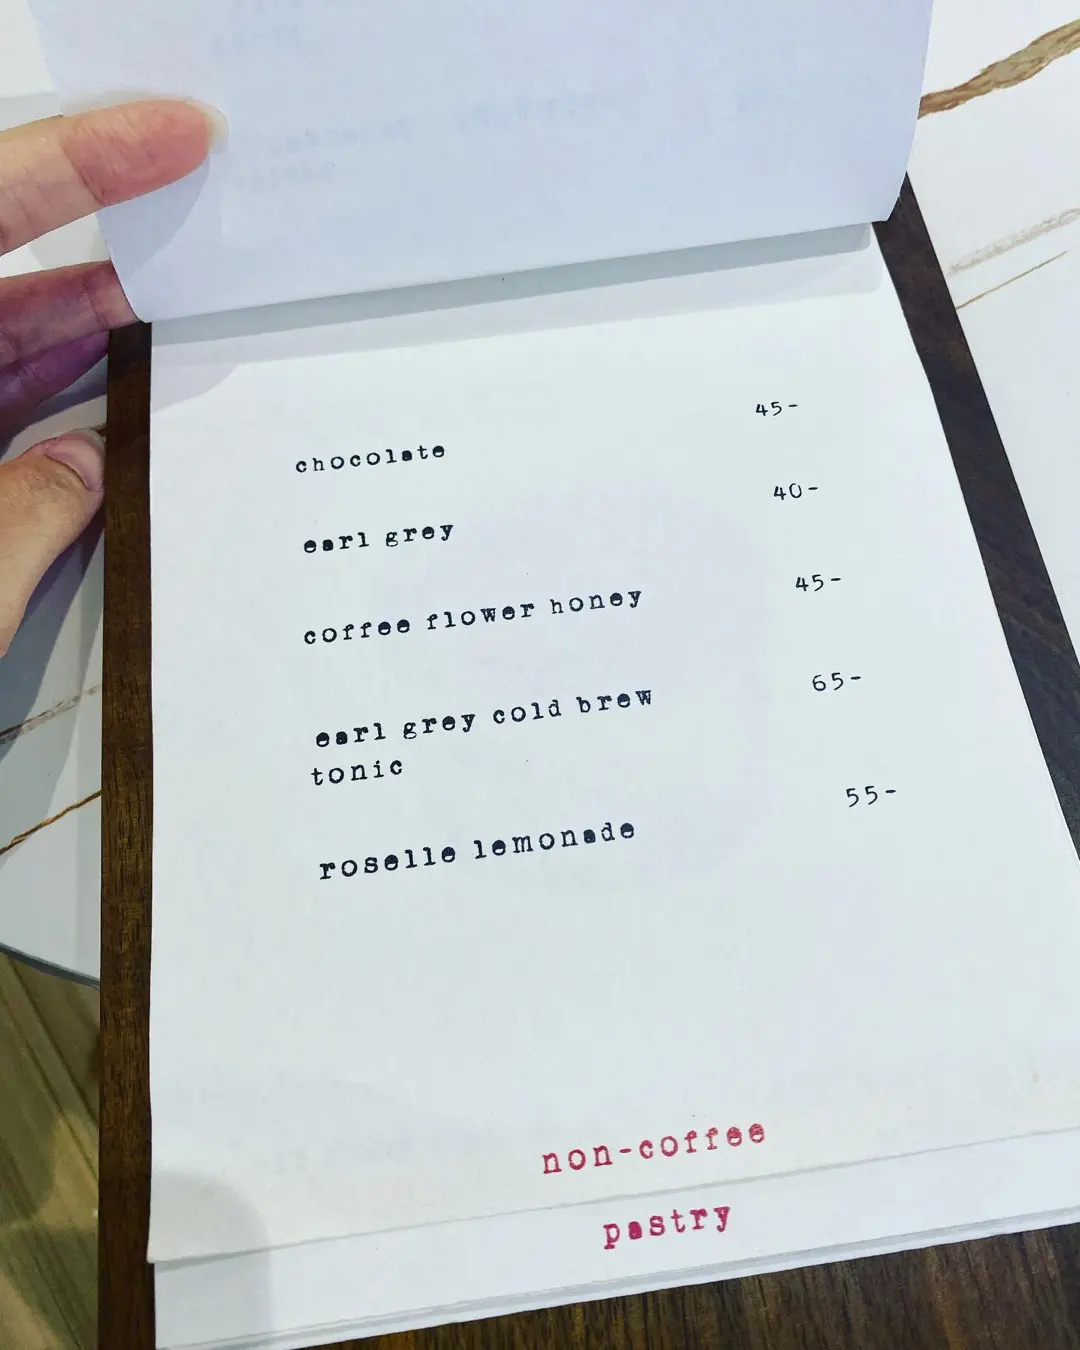 chocolate 45-
earl grey 40-
coffee flower honey 45-
earl grey cold brew 65-
tonic
roselle lemonade 55-
non-coffee
pastry